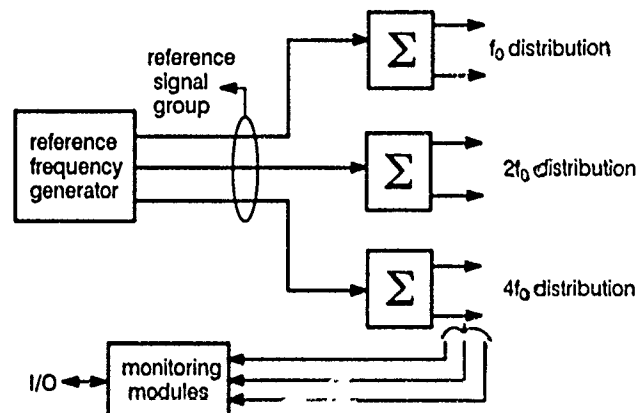 reference
signal
group
reference
frequency
generator
Σ
f₀ distribution
Σ
2f₀ distribution
Σ
4f₀ distribution
I/O
monitoring
modules